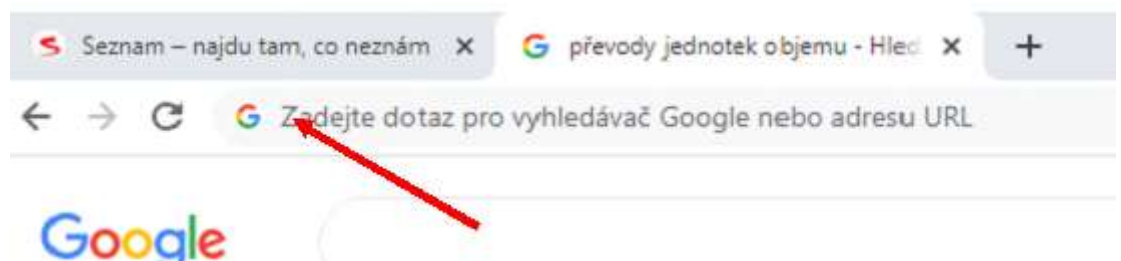 Seznam – najdu tam, co neznám
převody jednotek objemu - Hled
Zadejte dotaz pro vyhledávač Google nebo adresu URL
Google